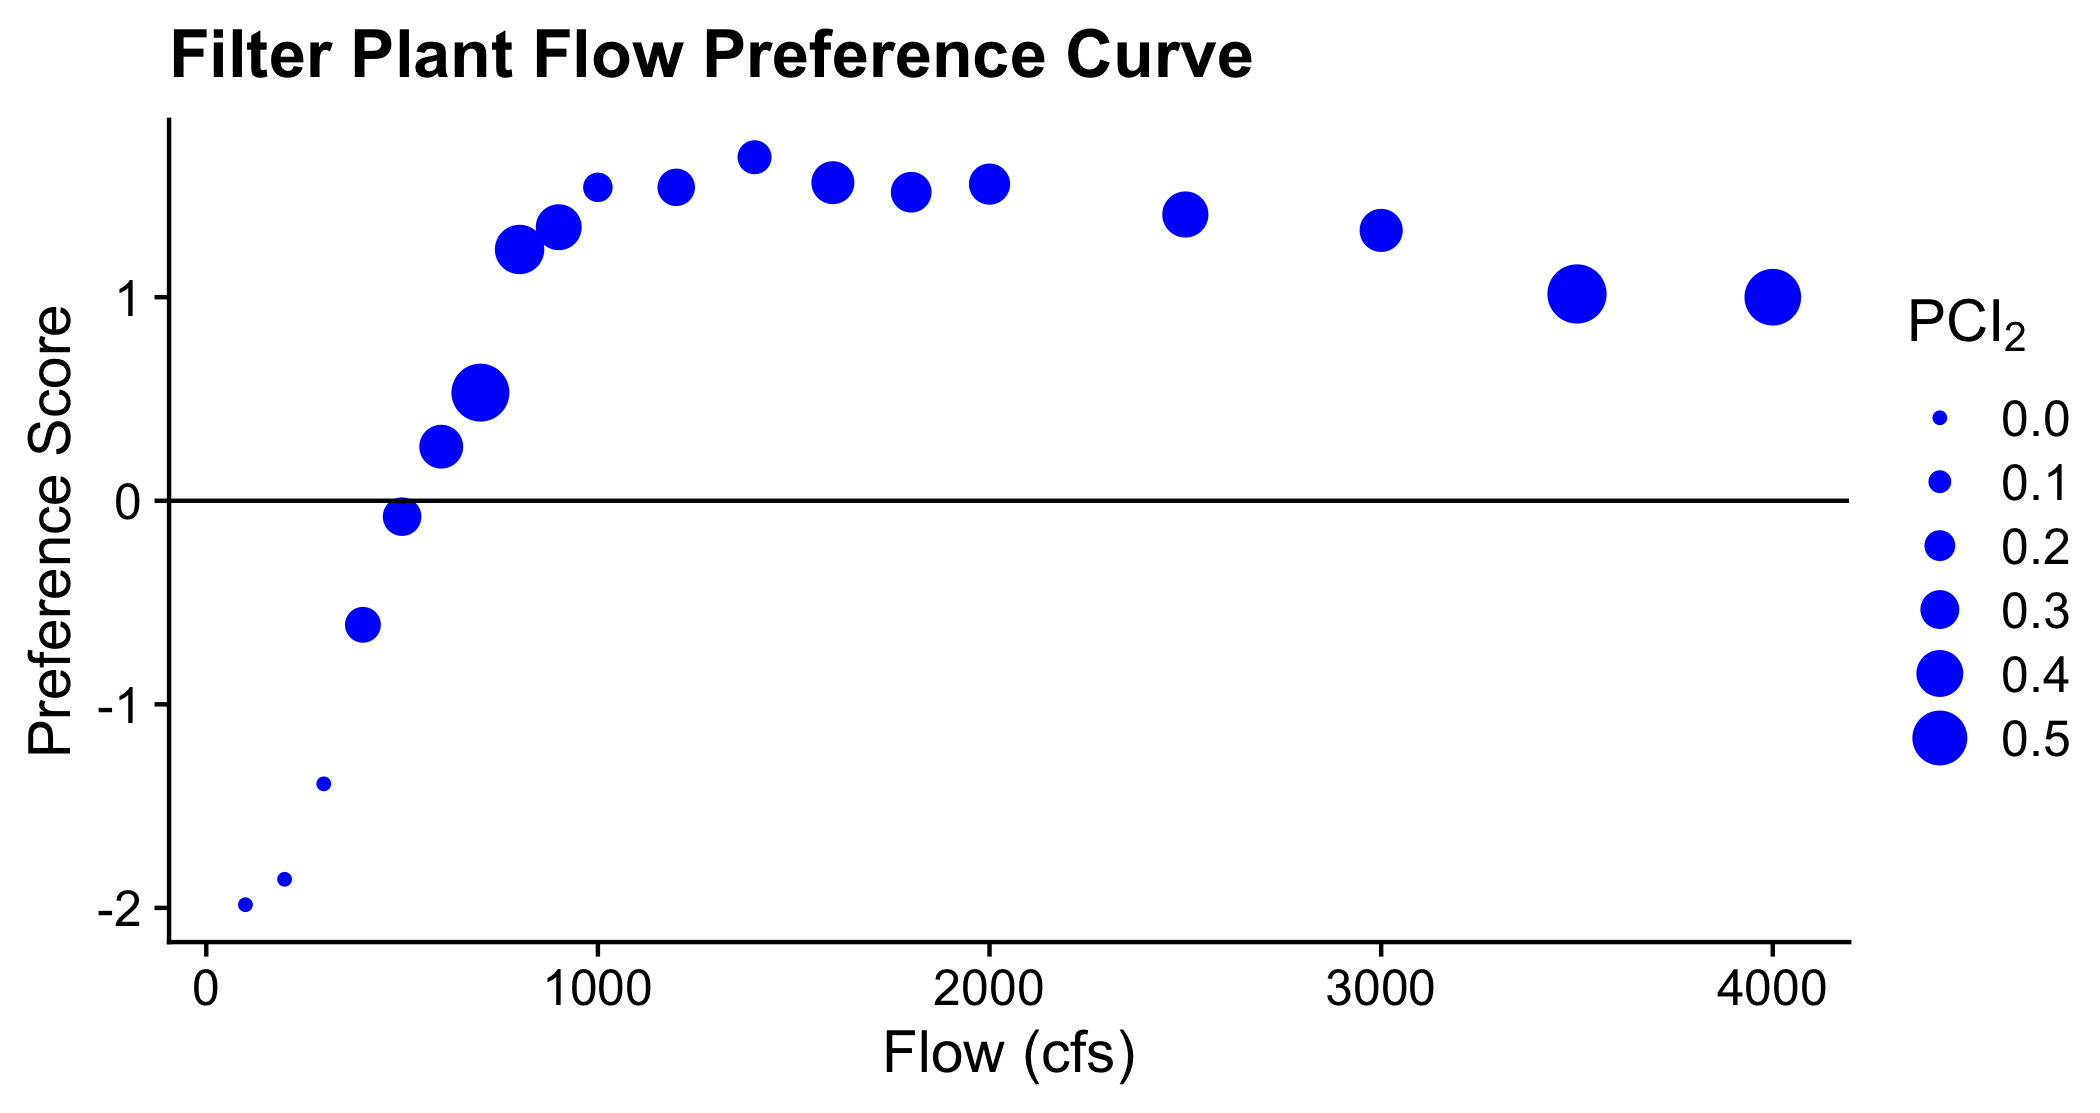 Filter Plant Flow Preference Curve
Preference Score
1
0
-1
-2
0 1000 2000 3000 4000
Flow (cfs)
PCI₂
0.0
0.1
0.2
0.3
0.4
0.5